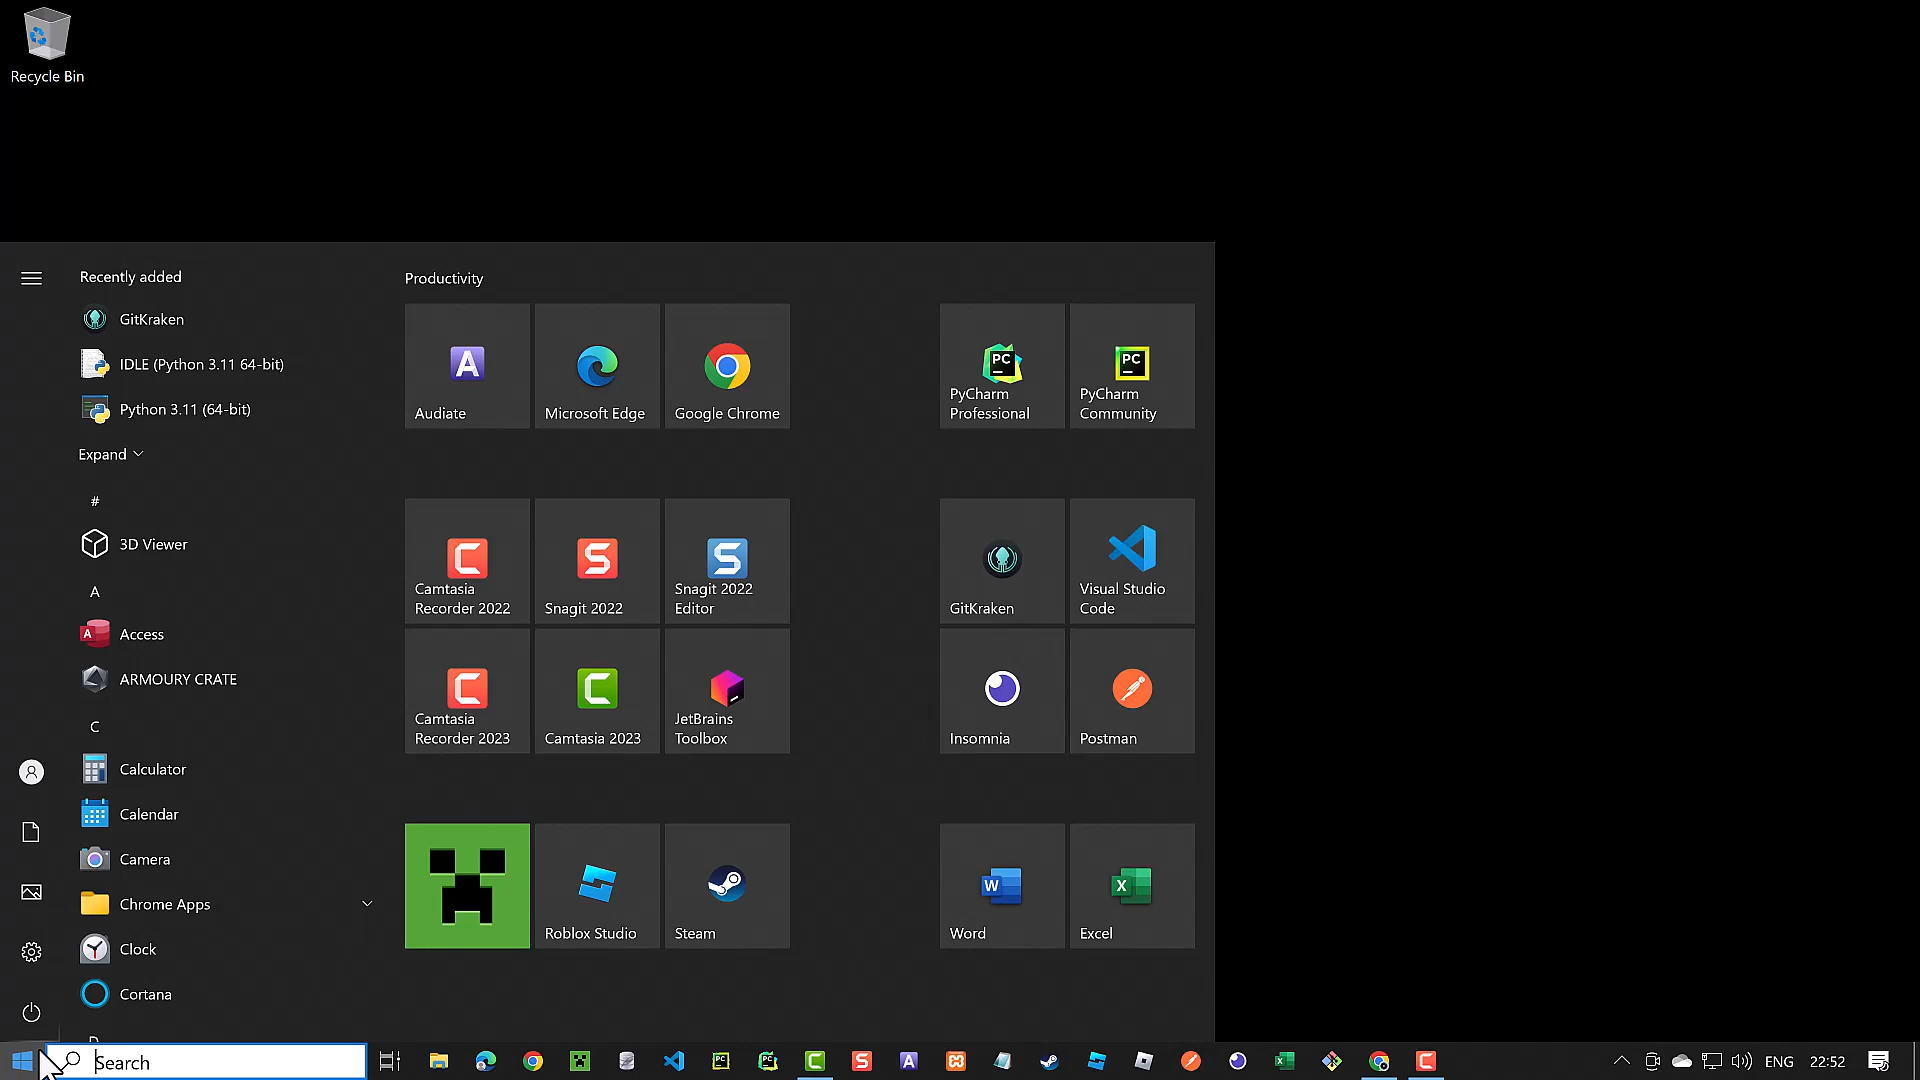 Recycle Bin
Recently added
GitKraken
IDLE (Python 3.11 64-bit)
Python 3.11 (64-bit)
Expand
#
3D Viewer
A
Access
ARMOURY CRATE
C
Calculator
Calendar
Camera
Chrome Apps
Clock
Cortana
Productivity
Audiate
Microsoft Edge
Google Chrome
PyCharm
Professional
PyCharm
Community
Camtasia
Recorder 2022
Snagit 2022
Snagit 2022
Editor
GitKraken
Visual Studio
Code
Camtasia
Recorder 2023
Camtasia 2023
JetBrains
Toolbox
Insomnia
Postman
Roblox Studio
Steam
Word
Excel
Search
ENG
22:52